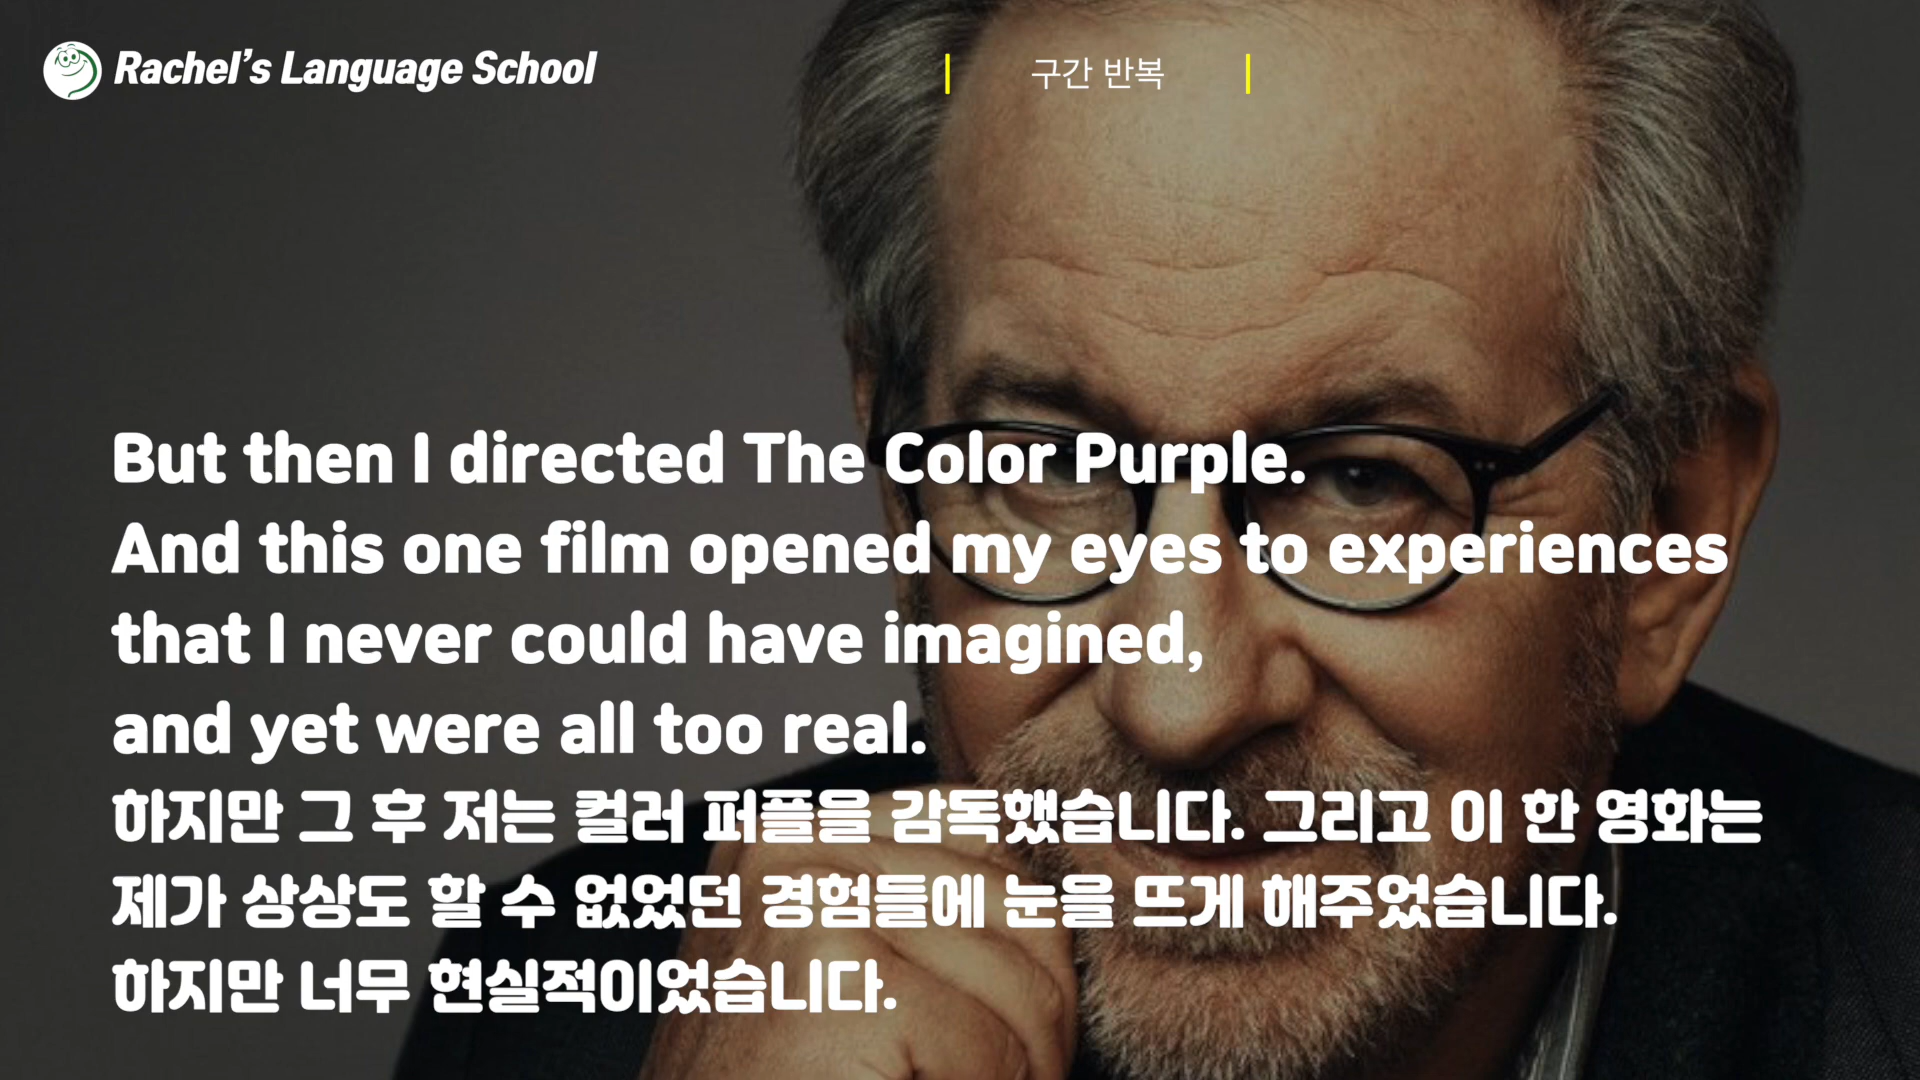 Rachel's Language School
| 구간 반복 |
But then I directed The Color Purple.
And this one film opened my eyes to experiences
that I never could have imagined,
and yet were all too real.
하지만 그 후 저는 컬러 퍼플을 감독했습니다. 그리고 이 한 영화는
제가 상상도 할 수 없었던 경험들에 눈을 뜨게 해주었습니다.
하지만 너무 현실적이었습니다.